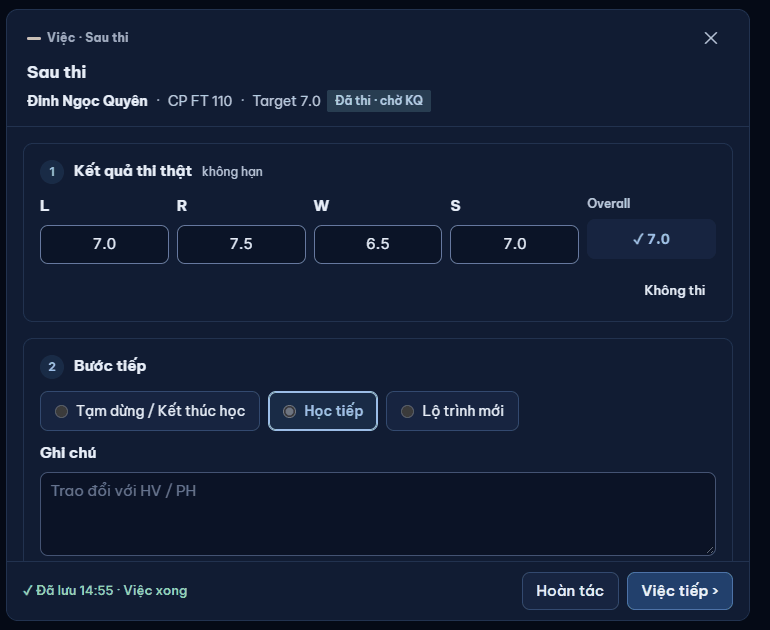 Việc · Sau thi
Sau thi
Đinh Ngọc Quyên · CP FT 110 · Target 7.0 Đã thi · chờ KQ
1 Kết quả thi thật không hạn
L R W S Overall
7.0 7.5 6.5 7.0 ✓ 7.0
Không thi
2 Bước tiếp
Tạm dừng / Kết thúc học Học tiếp Lộ trình mới
Ghi chú
Trao đổi với HV / PH
✓ Đã lưu 14:55 · Việc xong Hoàn tác Việc tiếp ›